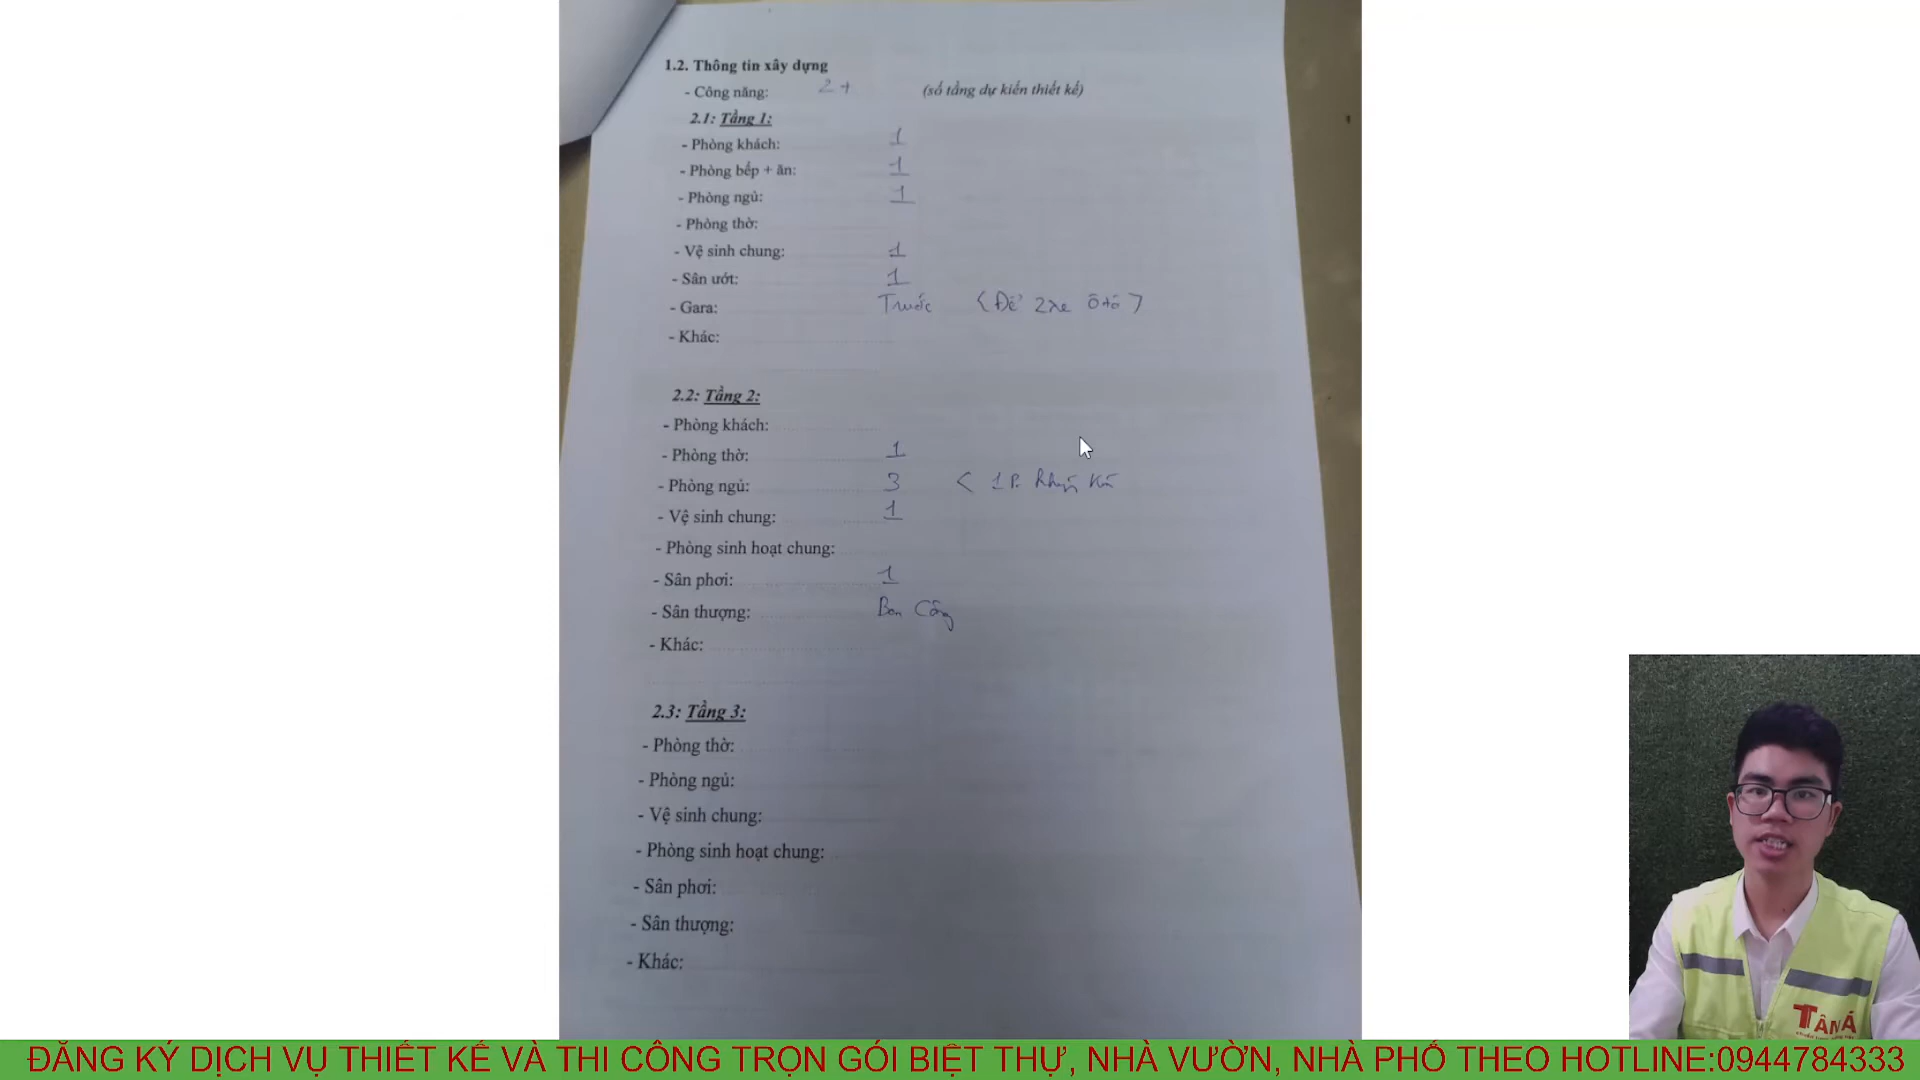 1.2. Thông tin xây dựng
- Công năng: 2+ (số tầng dự kiến thiết kế)
2.1: Tầng 1:
- Phòng khách: 1
- Phòng bếp + ăn: 1
- Phòng ngủ: 1
- Phòng thờ:
- Vệ sinh chung: 1
- Sân ướt: 1
- Gara: Trước (Để 2 xe ô tô)
- Khác:
2.2: Tầng 2:
- Phòng khách:
- Phòng thờ: 1
- Phòng ngủ: 3 < 1 P.
- Vệ sinh chung: 1
- Phòng sinh hoạt chung:
- Sân phơi: 1
- Sân thượng: Ban Công
- Khác:
2.3: Tầng 3:
- Phòng thờ:
- Phòng ngủ:
- Vệ sinh chung:
- Phòng sinh hoạt chung:
- Sân phơi:
- Sân thượng:
- Khác:
TÂN Á
ĐĂNG KÝ DỊCH VỤ THIẾT KẾ VÀ THI CÔNG TRỌN GÓI BIỆT THỰ, NHÀ VƯỜN, NHÀ PHỐ THEO HOTLINE:0944784333